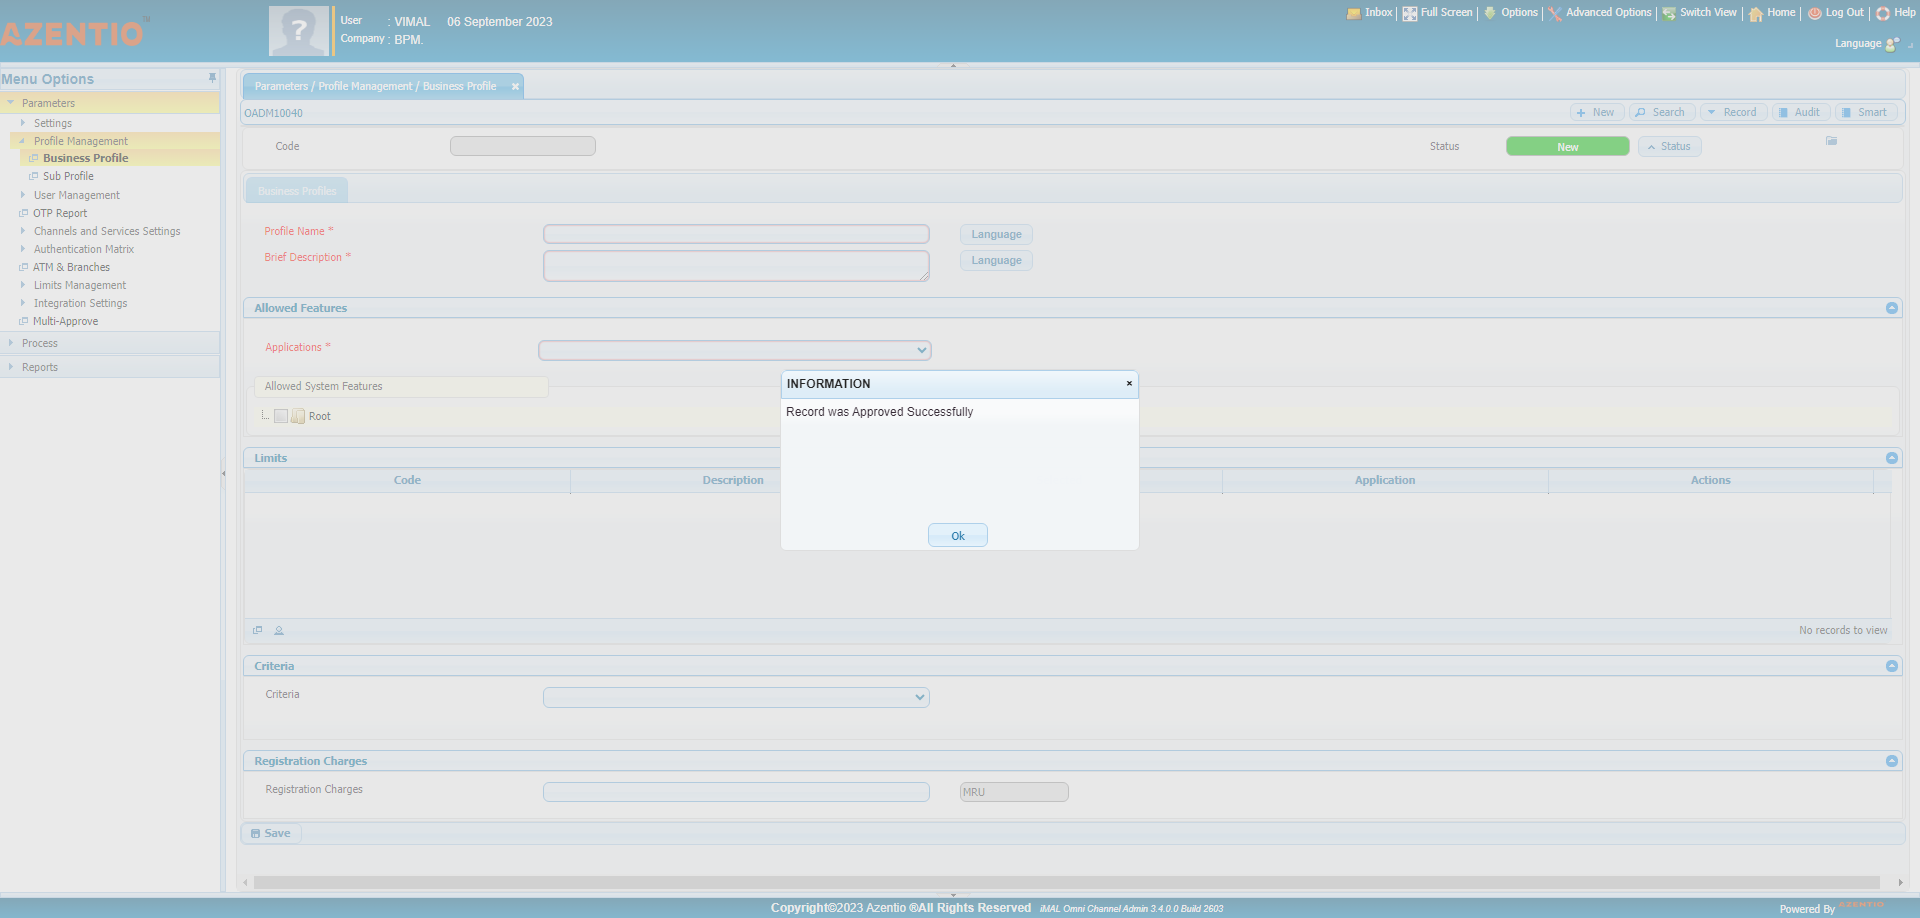 AZENTIO™
?
User : VIMAL 06 September 2023
Company : BPM.
Inbox Full Screen Options Advanced Options Switch View Home Log Out Help
Language
Menu Options
Parameters
Settings
Profile Management
Business Profile
Sub Profile
User Management
OTP Report
Channels and Services Settings
Authentication Matrix
ATM & Branches
Limits Management
Integration Settings
Multi-Approve
Process
Reports
Parameters / Profile Management / Business Profile
OADM10040
New Search Record Audit Smart
Code
Status New Status
Business Profiles
Profile Name * Language
Brief Description * Language
Allowed Features
Applications *
Allowed System Features
Root
INFORMATION
Record was Approved Successfully
Ok
Limits
Code Description Application Actions
No records to view
Criteria
Criteria
Registration Charges
Registration Charges MRU
Save
Copyright©2023 Azentio ®All Rights Reserved iMAL Omni Channel Admin 3.4.0.0 Build 2603
Powered By AZENTIO